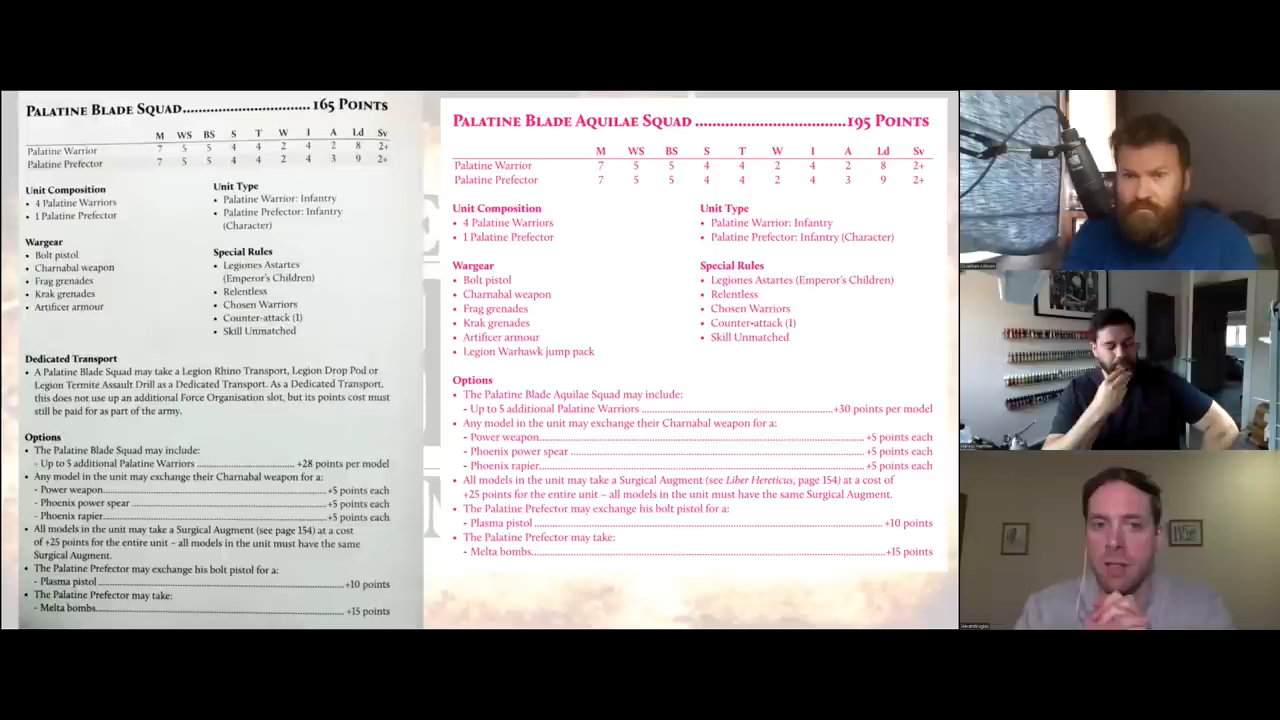 PALATINE BLADE SQUAD.................................165 POINTS
M WS BS S T W I A Ld Sv
Palatine Warrior 7 5 5 4 4 2 4 2 8 2+
Palatine Prefector 7 5 5 4 4 2 4 3 9 2+
Unit Composition
• 4 Palatine Warriors
• 1 Palatine Prefector
Wargear
• Bolt pistol
• Charnabal weapon
• Frag grenades
• Krak grenades
• Artificer armour
Unit Type
• Palatine Warrior: Infantry
• Palatine Prefector: Infantry
(Character)
Special Rules
• Legiones Astartes
(Emperor's Children)
• Relentless
• Chosen Warriors
• Counter-attack (1)
• Skill Unmatched
Dedicated Transport
• A Palatine Blade Squad may take a Legion Rhino Transport, Legion Drop Pod or
Legion Termite Assault Drill as a Dedicated Transport. As a Dedicated Transport,
this does not use up an additional Force Organisation slot, but its points cost must
still be paid for as part of the army.
Options
• The Palatine Blade Squad may include:
- Up to 5 additional Palatine Warriors ........................... +28 points per model
• Any model in the unit may exchange their Charnabal weapon for a:
- Power weapon.................................................................+5 points each
- Phoenix power spear .......................................................+5 points each
- Phoenix rapier.................................................................+5 points each
• All models in the unit may take a Surgical Augment (see page 154) at a cost
of +25 points for the entire unit – all models in the unit must have the same
Surgical Augment.
• The Palatine Prefector may exchange his bolt pistol for a:
- Plasma pistol ......................................................................+10 points
• The Palatine Prefector may take:
- Melta bombs.......................................................................+15 points
PALATINE BLADE AQUILAE SQUAD .......................................195 POINTS
M WS BS S T W I A Ld Sv
Palatine Warrior 7 5 5 4 4 2 4 2 8 2+
Palatine Prefector 7 5 5 4 4 2 4 3 9 2+
Unit Composition
• 4 Palatine Warriors
• 1 Palatine Prefector
Wargear
• Bolt pistol
• Charnabal weapon
• Frag grenades
• Krak grenades
• Artificer armour
• Legion Warhawk jump pack
Unit Type
• Palatine Warrior: Infantry
• Palatine Prefector: Infantry (Character)
Special Rules
• Legiones Astartes (Emperor's Children)
• Relentless
• Chosen Warriors
• Counter-attack (1)
• Skill Unmatched
Options
• The Palatine Blade Aquilae Squad may include:
- Up to 5 additional Palatine Warriors ......................................................+30 points per model
• Any model in the unit may exchange their Charnabal weapon for a:
- Power weapon............................................................................................ +5 points each
- Phoenix power spear .................................................................................. +5 points each
- Phoenix rapier............................................................................................ +5 points each
• All models in the unit may take a Surgical Augment (see Liber Hereticus, page 154) at a cost of
+25 points for the entire unit – all models in the unit must have the same Surgical Augment.
• The Palatine Prefector may exchange his bolt pistol for a:
- Plasma pistol ..................................................................................................+10 points
• The Palatine Prefector may take:
- Melta bombs...................................................................................................+15 points